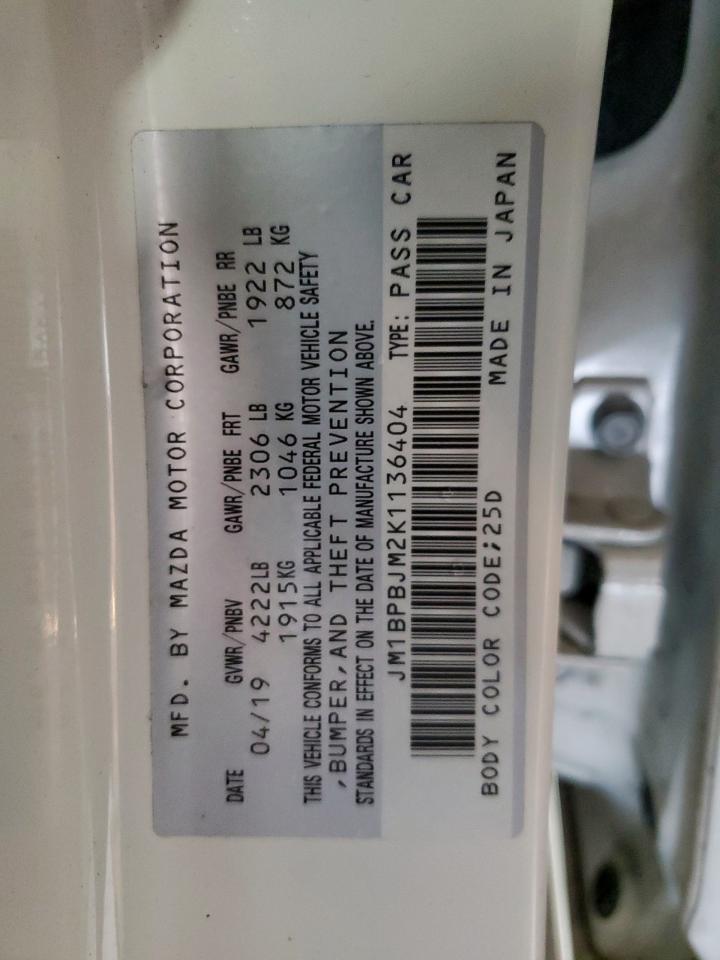 MFD. BY MAZDA MOTOR CORPORATION
DATE GVWR/PNBV GAWR/PNBE FRT GAWR/PNBE RR
04/19 4222LB 2306 LB 1922 LB
1915KG 1046 KG 872 KG
THIS VEHICLE CONFORMS TO ALL APPLICABLE FEDERAL MOTOR VEHICLE SAFETY
,BUMPER,AND THEFT PREVENTION
STANDARDS IN EFFECT ON THE DATE OF MANUFACTURE SHOWN ABOVE.
JM1BPBJM2K1136404 TYPE: PASS CAR
BODY COLOR CODE;25D MADE IN JAPAN